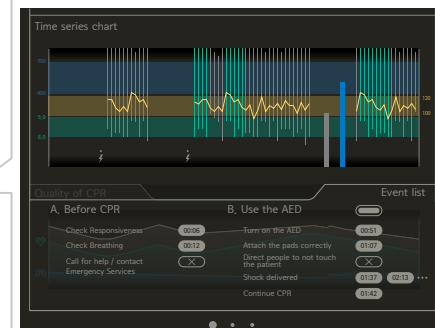 Time series chart
120
100
Quality of CPR
Event list
A, Before CPR
Check Responsiveness 00:06
Check Breathing 00:12
Call for help / contact
Emergency Services
B, Use the AED
Turn on the AED 00:51
Attach the pads correctly 01:07
Direct people to not touch
the patient
Shock delivered 01:37 02:13 •••
Continue CPR 01:42